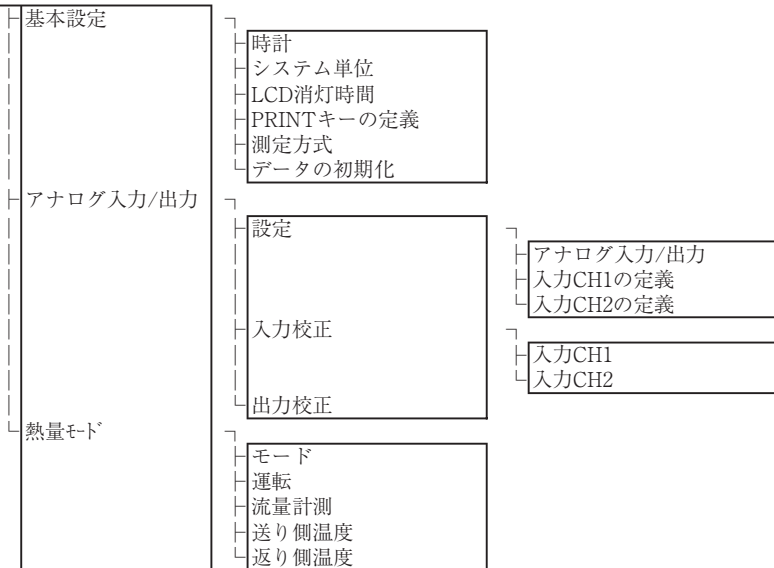 基本設定
時計
システム単位
LCD消灯時間
PRINTキーの定義
測定方式
データの初期化
アナログ入力/出力
設定
アナログ入力/出力
入力CH1の定義
入力CH2の定義
入力校正
入力CH1
入力CH2
出力校正
熱量ﾓｰﾄﾞ
モード
運転
流量計測
送り側温度
返り側温度